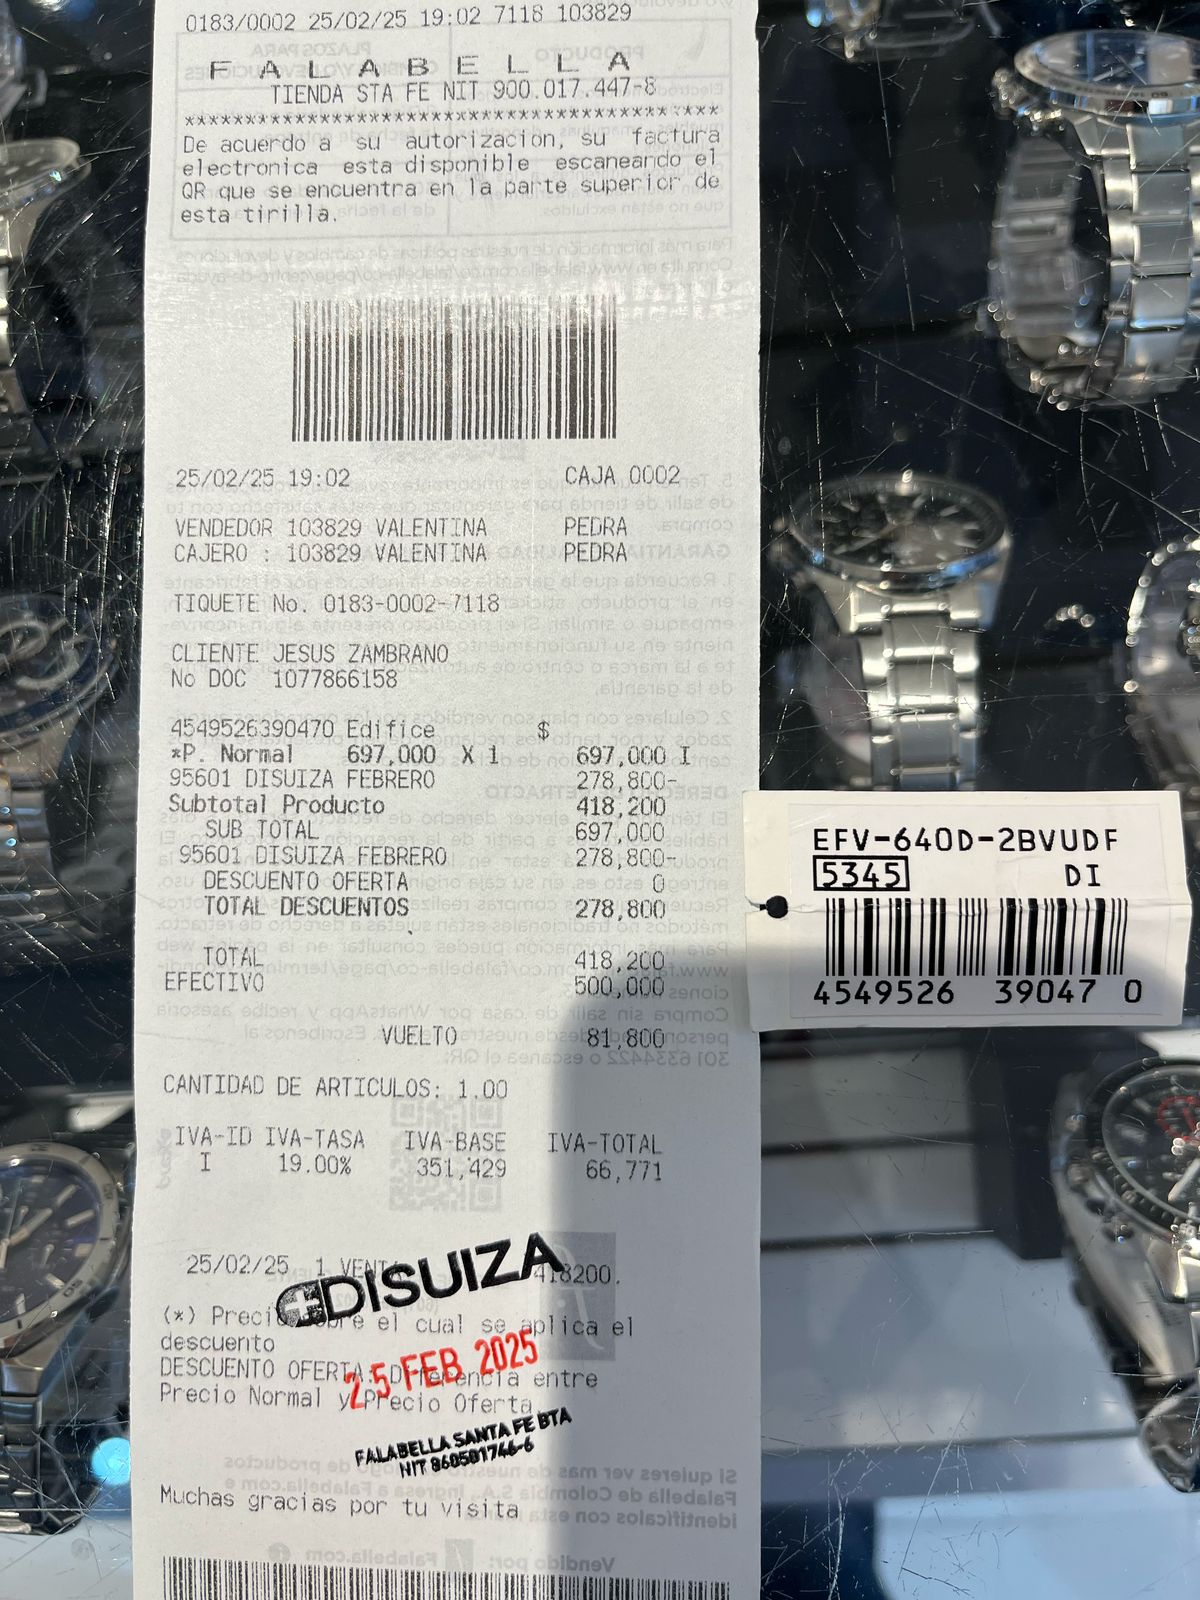 0183/0002 25/02/25 19:02 7118 103829
FALABELLA
TIENDA STA FE NIT 900.017.447-8
**************************************************
De acuerdo a su autorizacion, su factura
electronica esta disponible escaneando el
QR que se encuentra en la parte superior de
esta tirilla.
25/02/25 19:02 CAJA 0002
VENDEDOR 103829 VALENTINA PEDRA
CAJERO : 103829 VALENTINA PEDRA
TIQUETE No. 0183-0002-7118
CLIENTE JESUS ZAMBRANO
No DOC 1077866158
4549526390470 Edifice $
*P. Normal 697,000 X 1 697,000 I
95601 DISUIZA FEBRERO 278,800-
Subtotal Producto 418,200
SUB TOTAL 697,000
95601 DISUIZA FEBRERO 278,800-
DESCUENTO OFERTA 0
TOTAL DESCUENTOS 278,800
TOTAL 418,200
EFECTIVO 500,000
VUELTO 81,800
CANTIDAD DE ARTICULOS: 1.00
IVA-ID IVA-TASA IVA-BASE IVA-TOTAL
I 19.00% 351,429 66,771
25/02/25 1 418200.
DISUIZA
(*) el cual se aplica el
descuento
DESCUENTO OFERTA: Diferencia entre
25 FEB 2025
Precio Normal y Precio Oferta
FALABELLA SANTA FE BTA
NIT 860501746-6
Muchas gracias por tu visita
EFV-640D-2BVUDF
5345 DI
4549526 39047 0